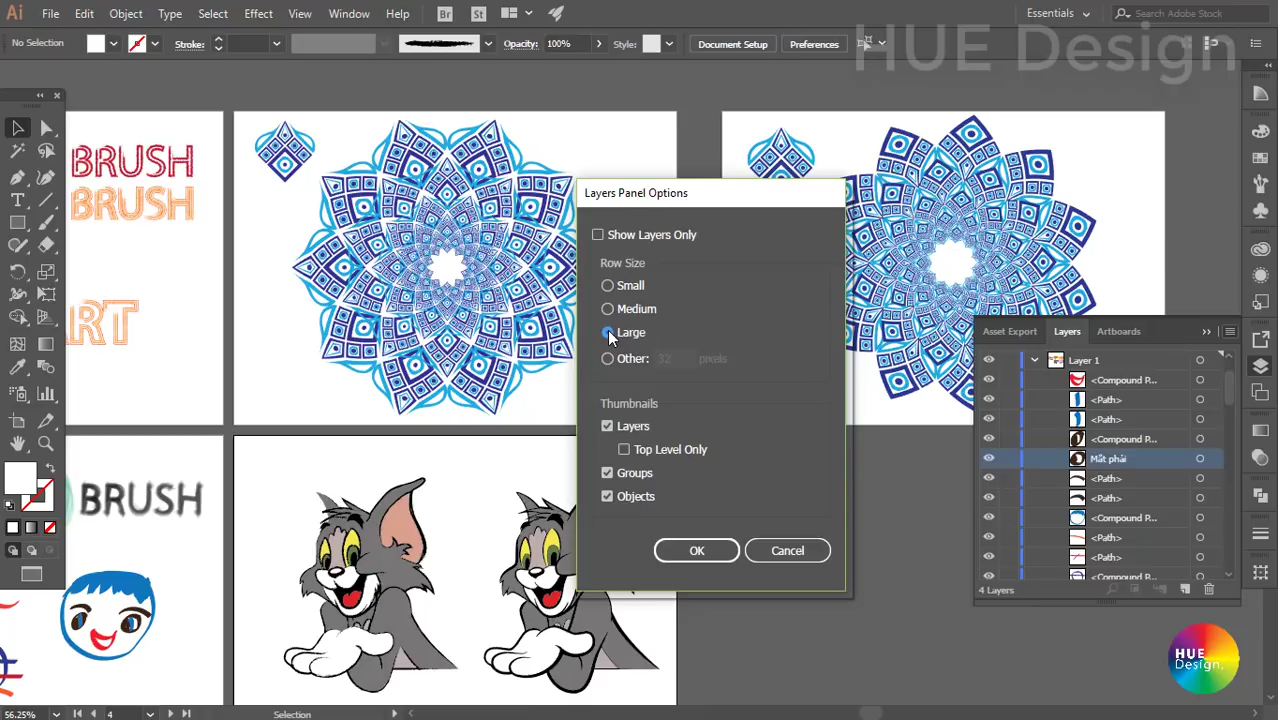 Ai File Edit Object Type Select Effect View Window Help Br St Essentials Search Adobe Stock
No Selection Stroke: Opacity: 100% Style: Document Setup Preferences
HUE Design
BRUSH
BRUSH
ART
BRUSH
Layers Panel Options
Show Layers Only
Row Size
Small
Medium
Large
Other: 32 pixels
Thumbnails
Layers
Top Level Only
Groups
Objects
OK Cancel
Asset Export Layers Artboards
Layer 1
<Compound P...
<Path>
<Path>
<Compound P...
Mắt phải
<Path>
<Path>
<Compound P...
<Path>
<Path>
<Compound P...
4 Layers
HUE
Design.
56.25% 4 Selection